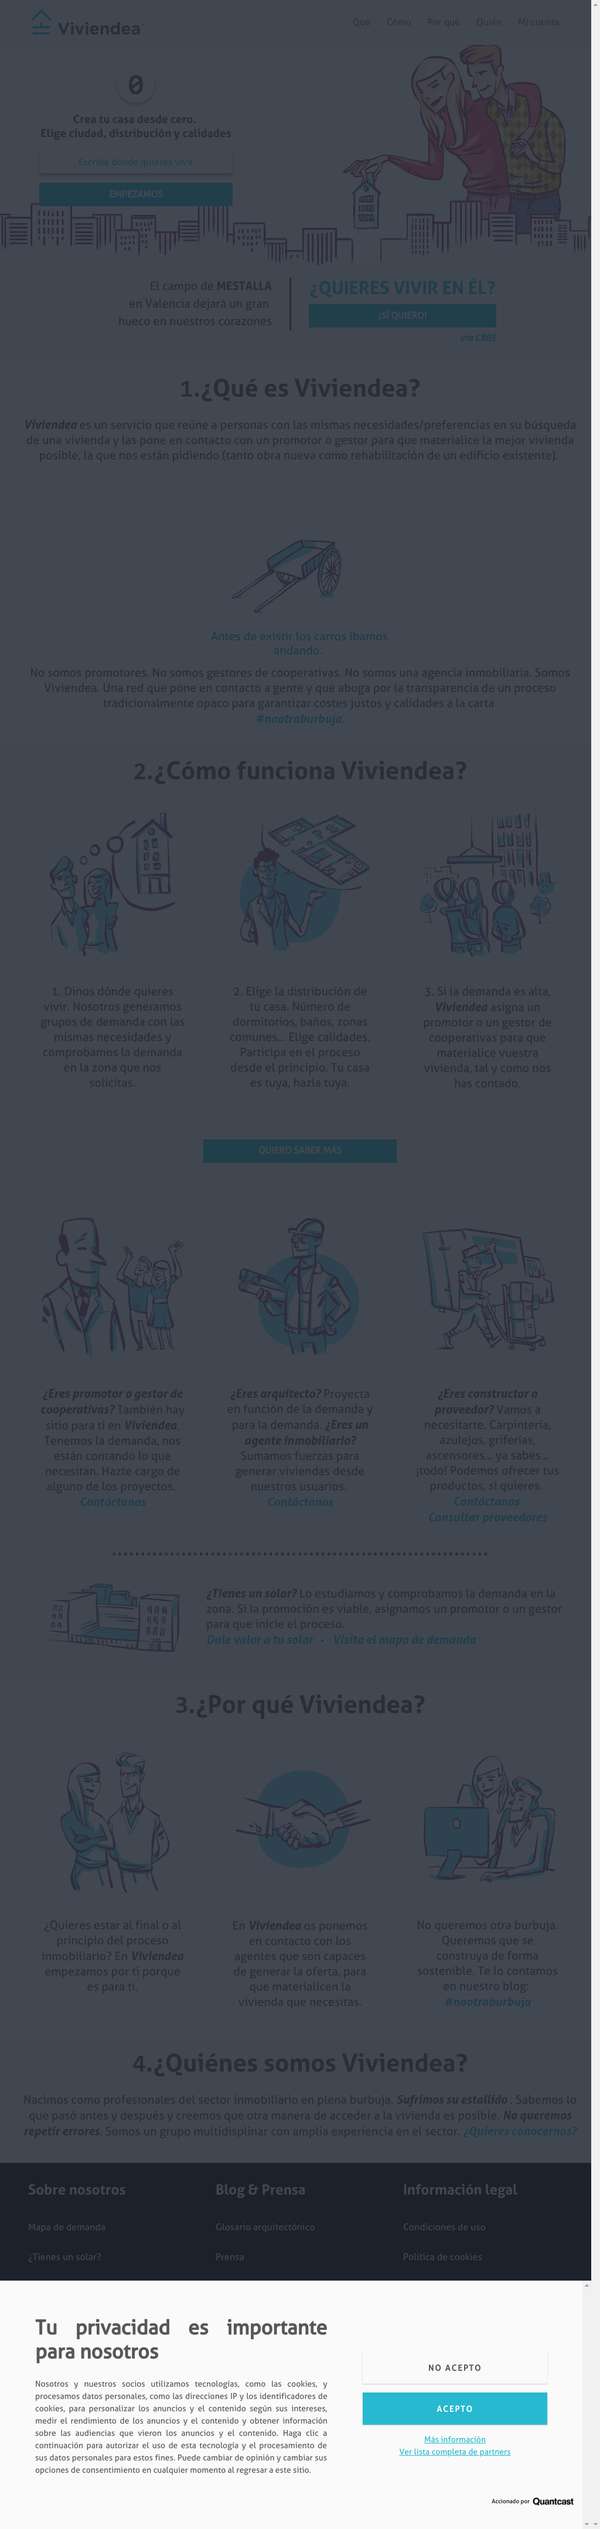 Viviendea
Qué Cómo Por qué Quién Mi cuenta
0
Crea tu casa desde cero.
Elige ciudad, distribución y calidades
Escribe dónde quieres vivir
EMPEZAMOS
El campo de MESTALLA
en Valencia dejará un gran
hueco en nuestros corazones
¿QUIERES VIVIR EN ÉL?
¡SÍ QUIERO!
1.¿Qué es Viviendea?
Viviendea es un servicio que reúne a personas con las mismas necesidades/preferencias en su búsqueda
de una vivienda y las pone en contacto con un promotor o gestor para que materialice la mejor vivienda
posible, la que nos están pidiendo (tanto obra nueva como rehabilitación de un edificio existente).
Antes de existir los carros íbamos
andando.
No somos promotores. No somos gestores de cooperativas. No somos una agencia inmobiliaria. Somos
Viviendea. Una red que pone en contacto a gente y que aboga por la transparencia de un proceso
tradicionalmente opaco para garantizar costes justos y calidades a la carta
#nootraburbuja.
2.¿Cómo funciona Viviendea?
1. Dinos dónde quieres
vivir. Nosotros generamos
grupos de demanda con las
mismas necesidades y
comprobamos la demanda
en la zona que nos
solicitas.
2. Elige la distribución de
tu casa. Número de
dormitorios, baños, zonas
comunes... Elige calidades.
Participa en el proceso
desde el principio. Tu casa
es tuya, hazla tuya.
3. Si la demanda es alta,
Viviendea asigna un
promotor o un gestor de
cooperativas para que
materialice vuestra
vivienda, tal y como nos
has contado.
QUIERO SABER MÁS
¿Eres promotor o gestor de
cooperativas? También hay
sitio para ti en Viviendea.
Tenemos la demanda, nos
están contando lo que
necesitan. Hazte cargo de
alguno de los proyectos.
Contáctanos
¿Eres arquitecto? Proyecta
en función de la demanda y
para la demanda. ¿Eres un
agente inmobiliario?
Sumamos fuerzas para
generar viviendas desde
nuestros usuarios.
Contáctanos
¿Eres constructor o
proveedor? Vamos a
necesitarte. Carpintería,
azulejos, griferías,
ascensores... ya sabes...
¡todo! Podemos ofrecer tus
productos, si quieres.
Contáctanos
Consultar proveedores
¿Tienes un solar? Lo estudiamos y comprobamos la demanda en la
zona. Si la promoción es viable, asignamos un promotor o un gestor
para que inicie el proceso.
Dale valor a tu solar - Visita el mapa de demanda
3.¿Por qué Viviendea?
¿Quieres estar al final o al
principio del proceso
inmobiliario? En Viviendea
empezamos por ti porque
es para ti.
En Viviendea os ponemos
en contacto con los
agentes que son capaces
de generar la oferta, para
que materialicen la
vivienda que necesitas.
No queremos otra burbuja.
Queremos que se
construya de forma
sostenible. Te lo contamos
en nuestro blog:
#nootraburbuja
4.¿Quiénes somos Viviendea?
Nacimos como profesionales del sector inmobiliario en plena burbuja. Sufrimos su estallido . Sabemos lo
que pasó antes y después y creemos que otra manera de acceder a la vivienda es posible. No queremos
repetir errores. Somos un grupo multidisplinar con amplia experiencia en el sector. ¿Quieres conocernos?
Sobre nosotros
Mapa de demanda
¿Tienes un solar?
Blog & Prensa
Glosario arquitectónico
Prensa
Información legal
Condiciones de uso
Política de cookies
Tu privacidad es importante
para nosotros
Nosotros y nuestros socios utilizamos tecnologías, como las cookies, y
procesamos datos personales, como las direcciones IP y los identificadores de
cookies, para personalizar los anuncios y el contenido según sus intereses,
medir el rendimiento de los anuncios y el contenido y obtener información
sobre las audiencias que vieron los anuncios y el contenido. Haga clic a
continuación para autorizar el uso de esta tecnología y el procesamiento de
sus datos personales para estos fines. Puede cambiar de opinión y cambiar sus
opciones de consentimiento en cualquier momento al regresar a este sitio.
NO ACEPTO
ACEPTO
Más información
Ver lista completa de partners
Accionado por Quantcast